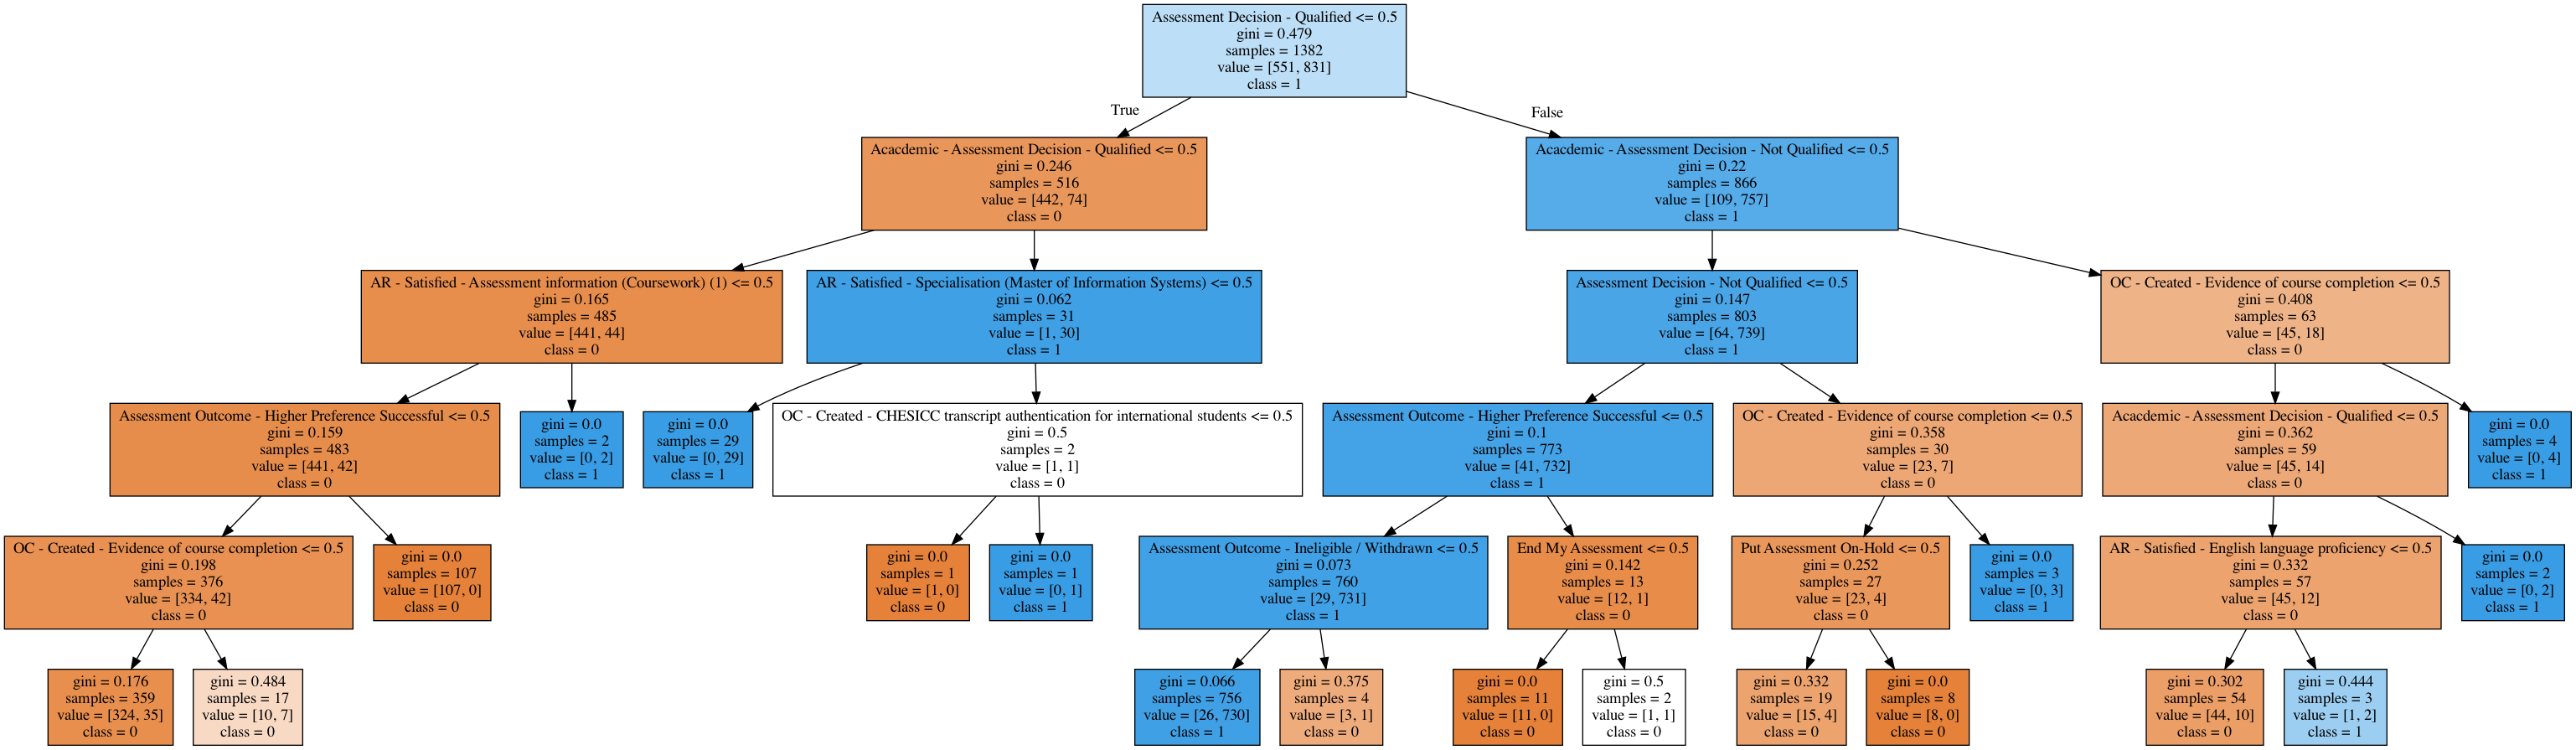 Assessment Decision - Qualified <= 0.5
gini = 0.479
samples = 1382
value = [551, 831]
class = 1
True
False
Acacdemic - Assessment Decision - Qualified <= 0.5
gini = 0.246
samples = 516
value = [442, 74]
class = 0
Acacdemic - Assessment Decision - Not Qualified <= 0.5
gini = 0.22
samples = 866
value = [109, 757]
class = 1
AR - Satisfied - Assessment information (Coursework) (1) <= 0.5
gini = 0.165
samples = 485
value = [441, 44]
class = 0
AR - Satisfied - Specialisation (Master of Information Systems) <= 0.5
gini = 0.062
samples = 31
value = [1, 30]
class = 1
Assessment Decision - Not Qualified <= 0.5
gini = 0.147
samples = 803
value = [64, 739]
class = 1
OC - Created - Evidence of course completion <= 0.5
gini = 0.408
samples = 63
value = [45, 18]
class = 0
Assessment Outcome - Higher Preference Successful <= 0.5
gini = 0.159
samples = 483
value = [441, 42]
class = 0
gini = 0.0
samples = 2
value = [0, 2]
class = 1
gini = 0.0
samples = 29
value = [0, 29]
class = 1
OC - Created - CHESICC transcript authentication for international students <= 0.5
gini = 0.5
samples = 2
value = [1, 1]
class = 0
Assessment Outcome - Higher Preference Successful <= 0.5
gini = 0.1
samples = 773
value = [41, 732]
class = 1
OC - Created - Evidence of course completion <= 0.5
gini = 0.358
samples = 30
value = [23, 7]
class = 0
Acacdemic - Assessment Decision - Qualified <= 0.5
gini = 0.362
samples = 59
value = [45, 14]
class = 0
gini = 0.0
samples = 4
value = [0, 4]
class = 1
OC - Created - Evidence of course completion <= 0.5
gini = 0.198
samples = 376
value = [334, 42]
class = 0
gini = 0.0
samples = 107
value = [107, 0]
class = 0
gini = 0.0
samples = 1
value = [1, 0]
class = 0
gini = 0.0
samples = 1
value = [0, 1]
class = 1
Assessment Outcome - Ineligible / Withdrawn <= 0.5
gini = 0.073
samples = 760
value = [29, 731]
class = 1
End My Assessment <= 0.5
gini = 0.142
samples = 13
value = [12, 1]
class = 0
Put Assessment On-Hold <= 0.5
gini = 0.252
samples = 27
value = [23, 4]
class = 0
gini = 0.0
samples = 3
value = [0, 3]
class = 1
AR - Satisfied - English language proficiency <= 0.5
gini = 0.332
samples = 57
value = [45, 12]
class = 0
gini = 0.0
samples = 2
value = [0, 2]
class = 1
gini = 0.176
samples = 359
value = [324, 35]
class = 0
gini = 0.484
samples = 17
value = [10, 7]
class = 0
gini = 0.066
samples = 756
value = [26, 730]
class = 1
gini = 0.375
samples = 4
value = [3, 1]
class = 0
gini = 0.0
samples = 11
value = [11, 0]
class = 0
gini = 0.5
samples = 2
value = [1, 1]
class = 0
gini = 0.332
samples = 19
value = [15, 4]
class = 0
gini = 0.0
samples = 8
value = [8, 0]
class = 0
gini = 0.302
samples = 54
value = [44, 10]
class = 0
gini = 0.444
samples = 3
value = [1, 2]
class = 1